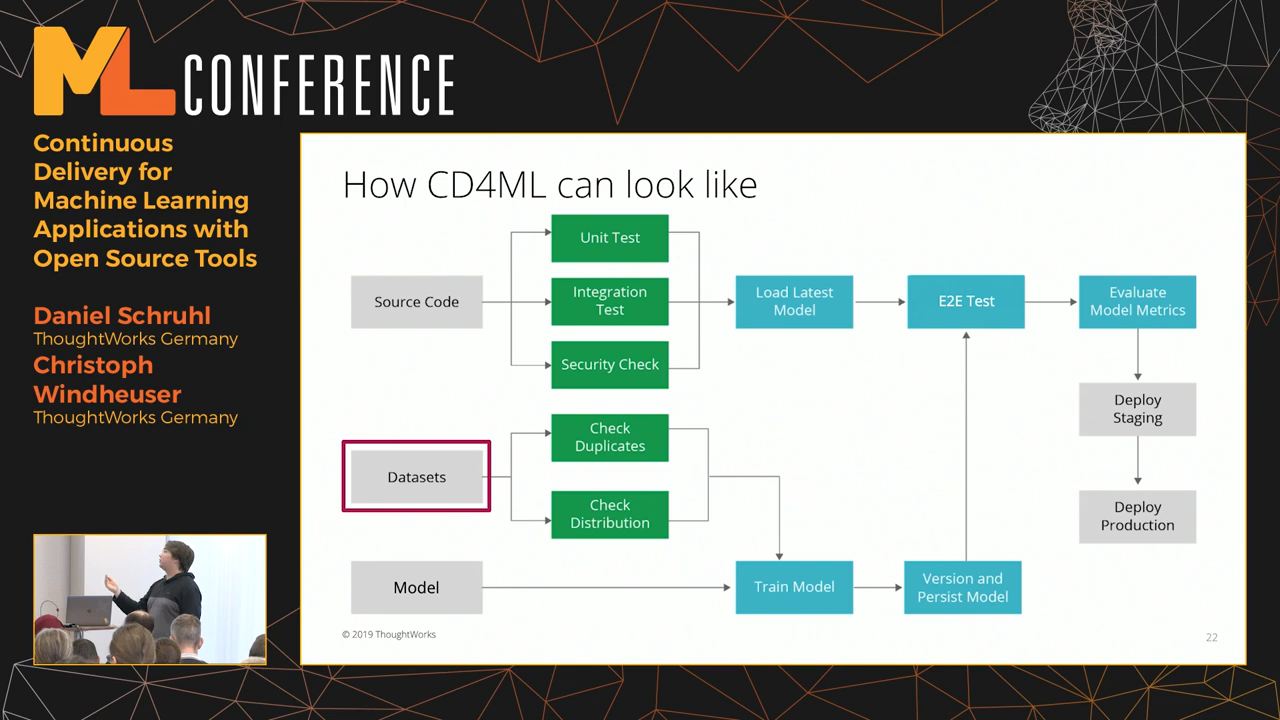 ML CONFERENCE
Continuous
Delivery for
Machine Learning
Applications with
Open Source Tools
Daniel Schruhl
ThoughtWorks Germany
Christoph
Windheuser
ThoughtWorks Germany
How CD4ML can look like
Unit Test
Source Code
Integration
Test
Security Check
Load Latest
Model
E2E Test
Evaluate
Model Metrics
Deploy
Staging
Deploy
Production
Datasets
Check
Duplicates
Check
Distribution
Model
Train Model
Version and
Persist Model
© 2019 ThoughtWorks
22